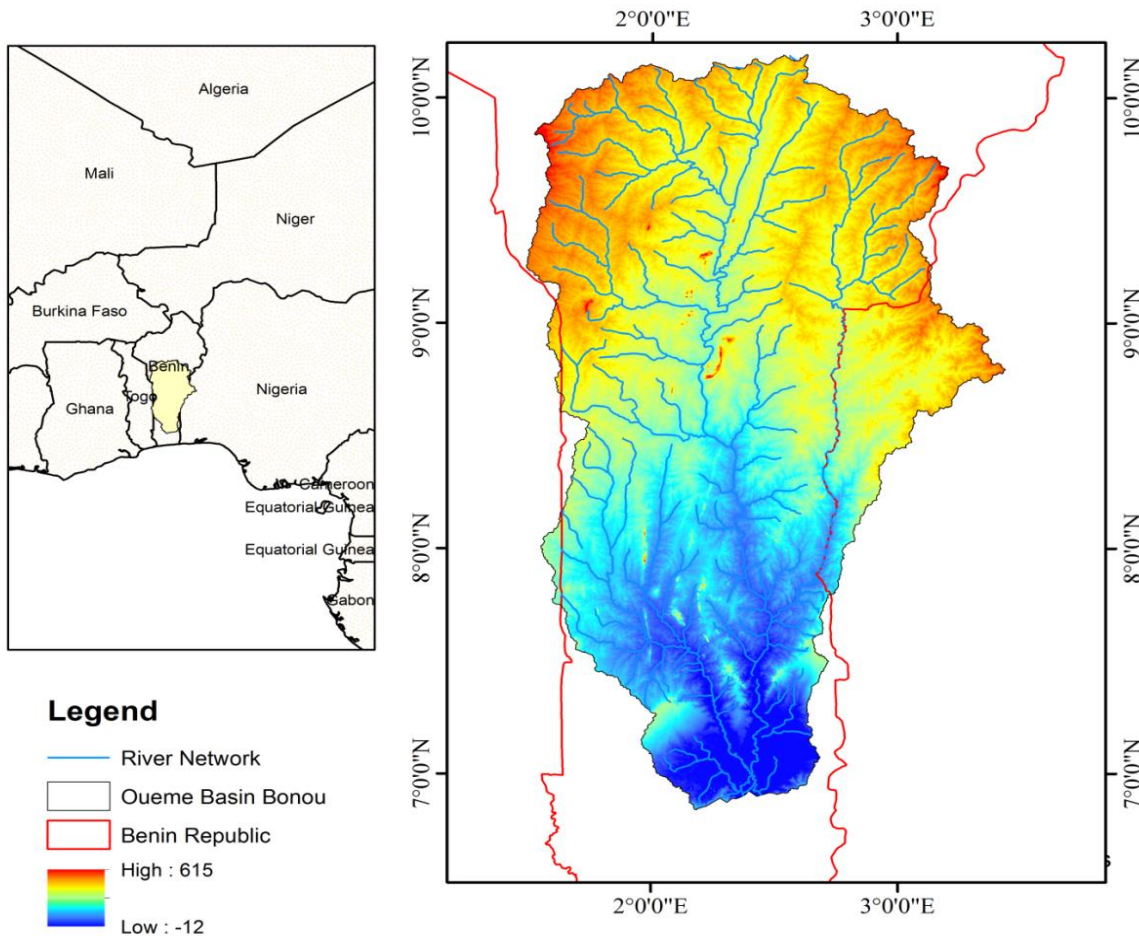 2°0'0"E
3°0'0"E
Algeria
Mali
Niger
Burkina Faso
Benin
Togo
Ghana
Nigeria
Cameroon
Equatorial Guinea
Equatorial Guinea
Gabon
10°0'0"N
10°0'0"N
9°0'0"N
9°0'0"N
8°0'0"N
8°0'0"N
7°0'0"N
7°0'0"N
s
2°0'0"E
3°0'0"E
Legend
River Network
Oueme Basin Bonou
Benin Republic
High : 615
Low : -12